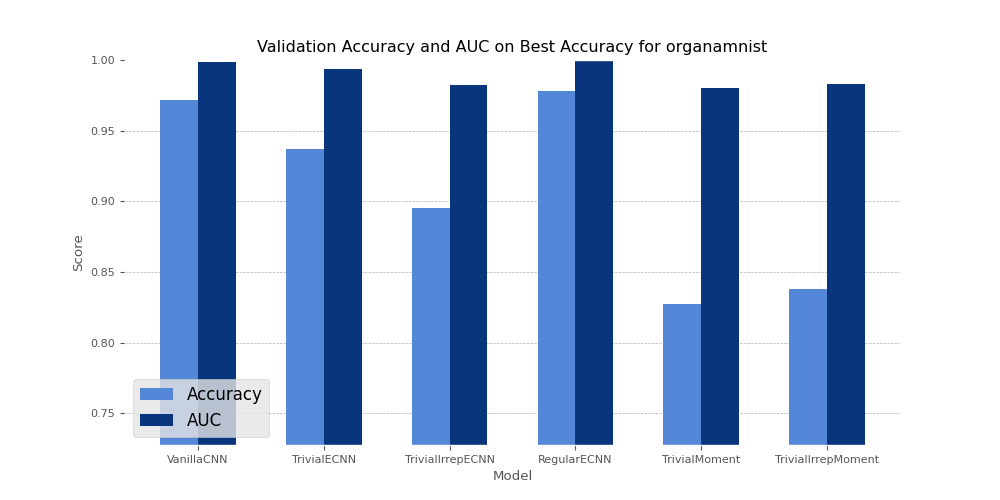 Validation Accuracy and AUC on Best Accuracy for organamnist
1.00
0.95
0.90
0.85
0.80
0.75
Score
Accuracy
AUC
VanillaCNN TrivialECNN TrivialIrrepECNN RegularECNN TrivialMoment TrivialIrrepMoment
Model